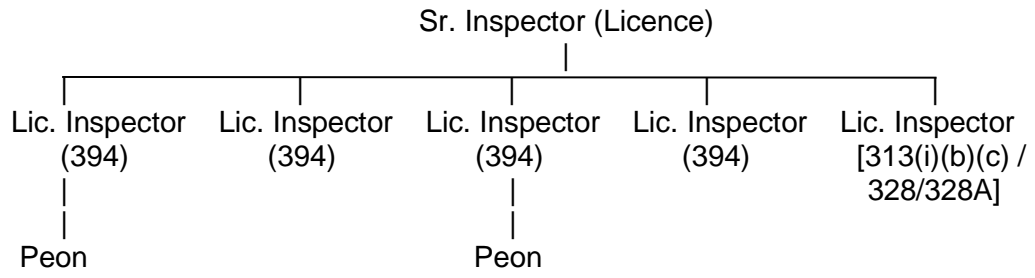 Sr. Inspector (Licence)
Lic. Inspector Lic. Inspector Lic. Inspector Lic. Inspector Lic. Inspector
(394) (394) (394) (394) [313(i)(b)(c) /
328/328A]
Peon Peon